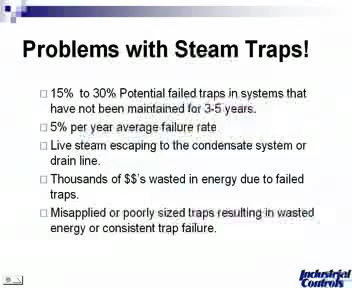 Problems with Steam Traps!
15%  to 30% Potential failed traps in systems that
have not been maintained for 3-5 years.
5% per year average failure rate
Live steam escaping to the condensate system or
drain line.
Thousands of $$'s wasted in energy due to failed
traps.
Misapplied or poorly sized traps resulting in wasted
energy or consistent trap failure.
Industrial
Controls